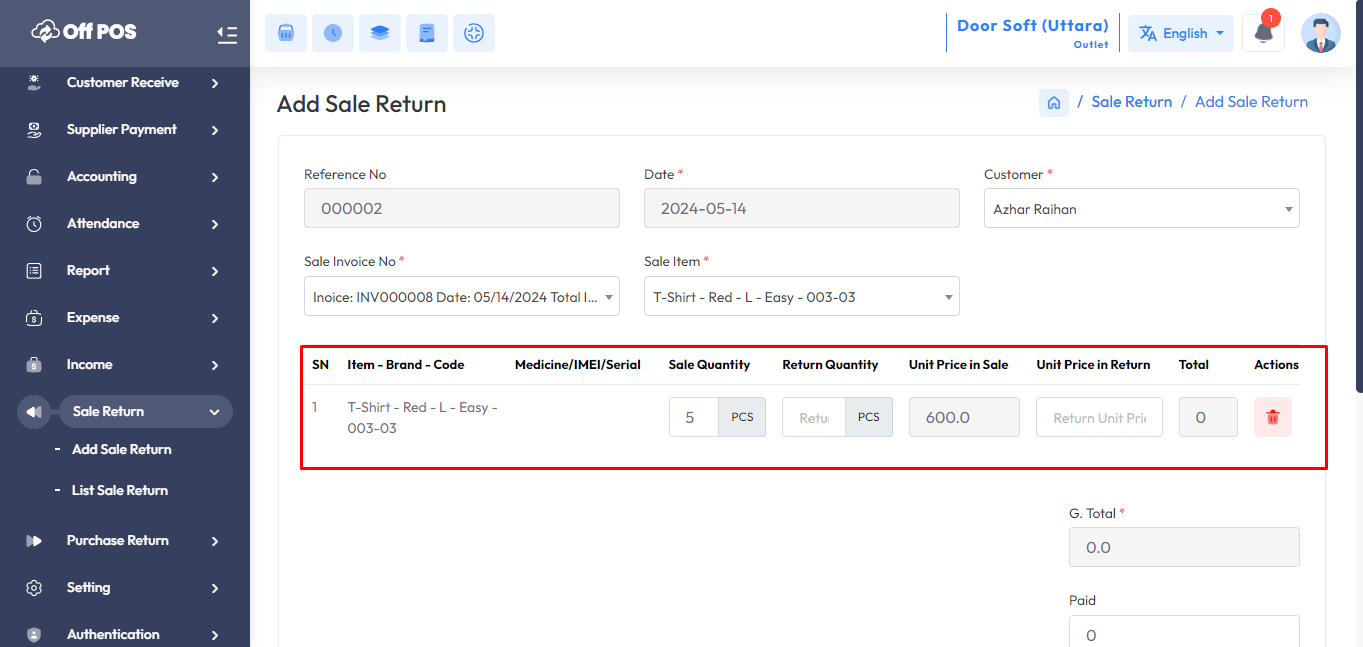 Off POS
Customer Receive
Supplier Payment
Accounting
Attendance
Report
Expense
Income
Sale Return
- Add Sale Return
- List Sale Return
Purchase Return
Setting
Authentication
Door Soft (Uttara)
Outlet
English
1
Add Sale Return
/ Sale Return / Add Sale Return
Reference No
000002
Date *
2024-05-14
Customer *
Azhar Raihan
Sale Invoice No *
Inoice: INV000008 Date: 05/14/2024 Total I...
Sale Item *
T-Shirt - Red - L - Easy - 003-03
SN Item - Brand - Code Medicine/IMEI/Serial Sale Quantity Return Quantity Unit Price in Sale Unit Price in Return Total Actions
1 T-Shirt - Red - L - Easy - 5 PCS Retu PCS 600.0 Return Unit Pri 0
003-03
G. Total *
0.0
Paid
0